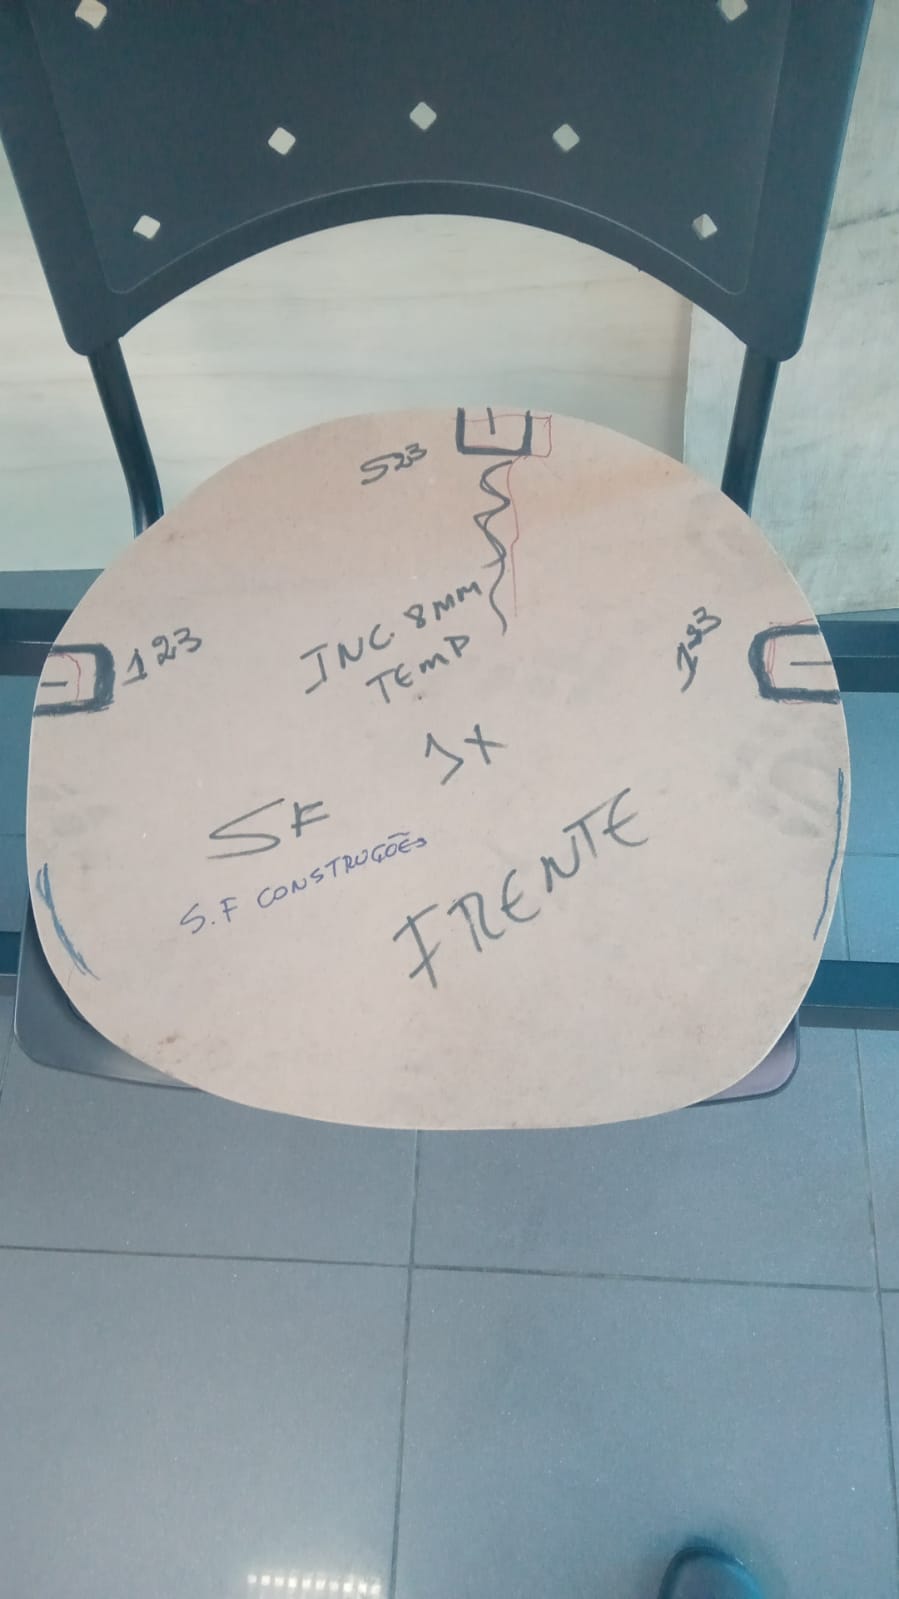 523
123
123
INC 8MM
TEMP
1X
SF
S.F CONSTRUÇÕES
FRENTE